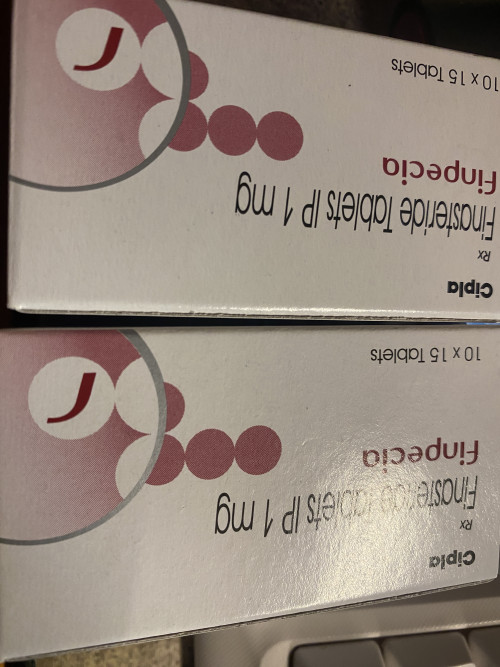 Cipla
Rx
Finasteride Tablets IP 1 mg
Finpecia
10 x 15 Tablets
Cipla
Rx
Finasteride Tablets IP 1 mg
Finpecia
10 x 15 Tablets